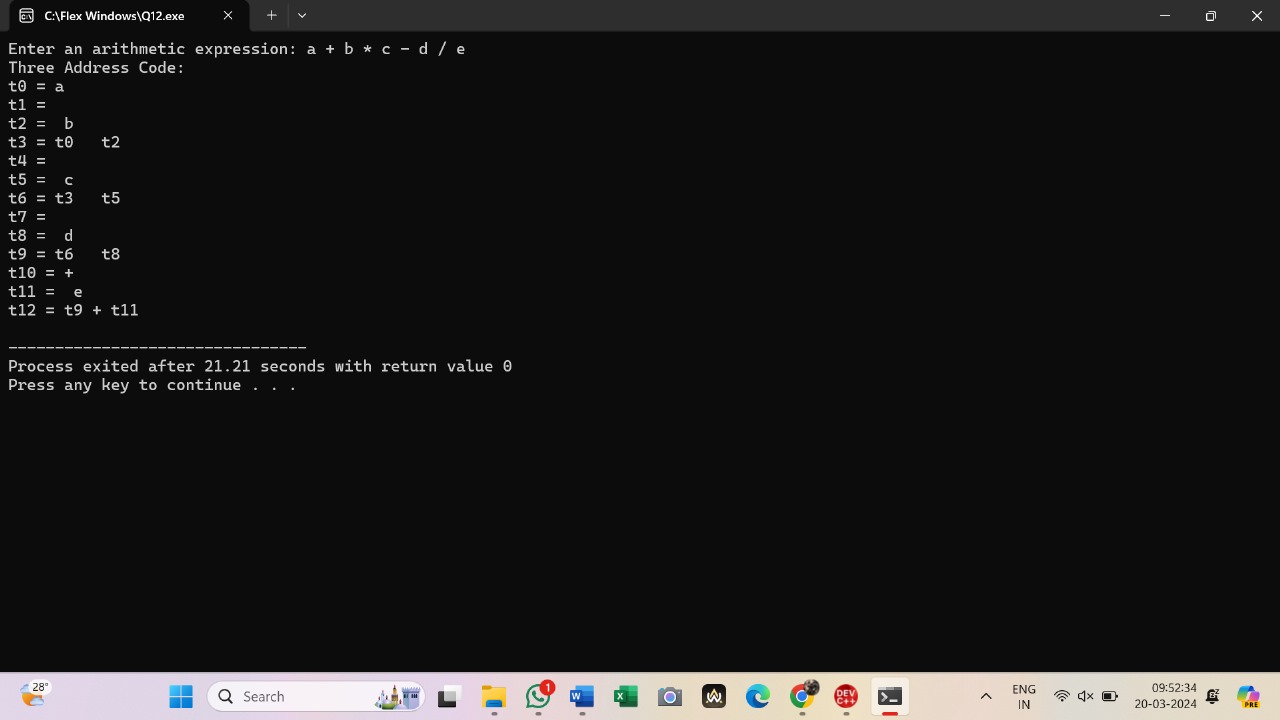 C:\Flex Windows\Q12.exe
Enter an arithmetic expression: a + b * c - d / e
Three Address Code:
t0 = a
t1 =
t2 =  b
t3 = t0   t2
t4 =
t5 =  c
t6 = t3   t5
t7 =
t8 =  d
t9 = t6   t8
t10 = +
t11 =  e
t12 = t9 + t11
--------------------------------
Process exited after 21.21 seconds with return value 0
Press any key to continue . . .
28°
Search
1
DEV C++
ENG
IN
09:52:34
20-03-2024
PRE